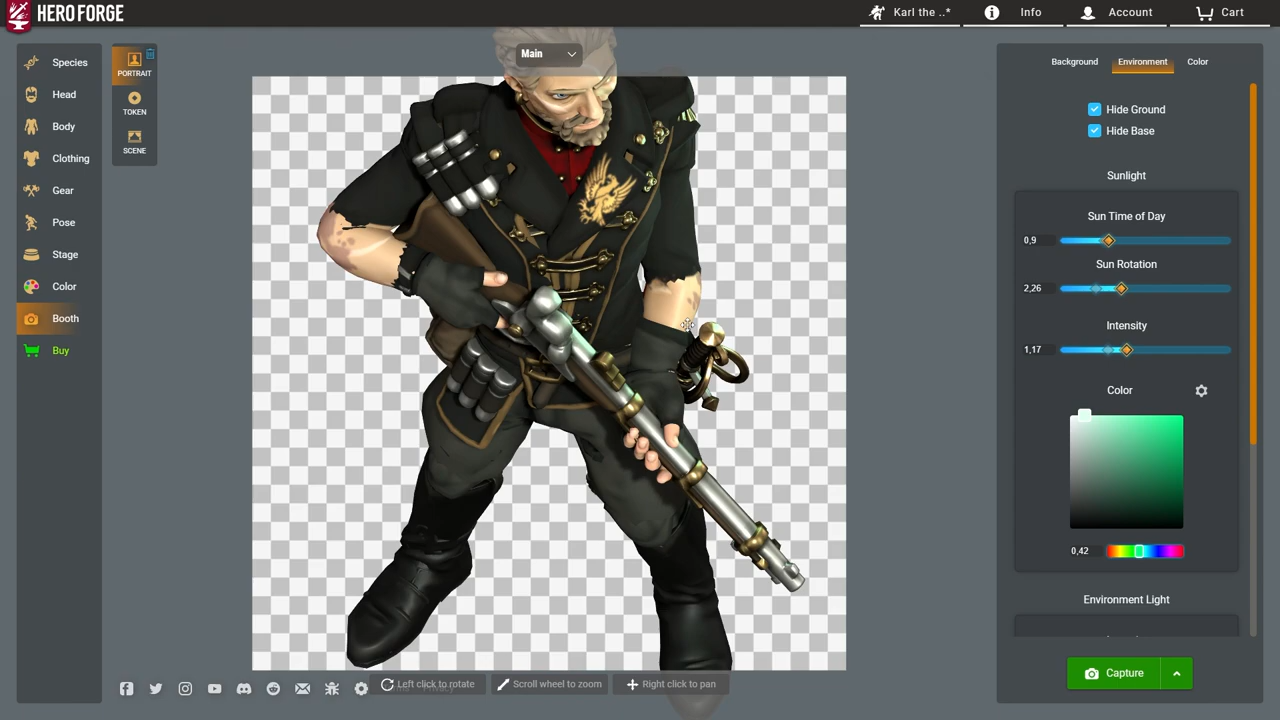 HERO FORGE
Karl the ..*
Info
Account
Cart
Species
Head
Body
Clothing
Gear
Pose
Stage
Color
Booth
Buy
PORTRAIT
TOKEN
SCENE
Main
Background
Environment
Color
Hide Ground
Hide Base
Sunlight
Sun Time of Day
0,9
Sun Rotation
2,26
Intensity
1,17
Color
0,42
Environment Light
Capture
Left click to rotate
Scroll wheel to zoom
Right click to pan